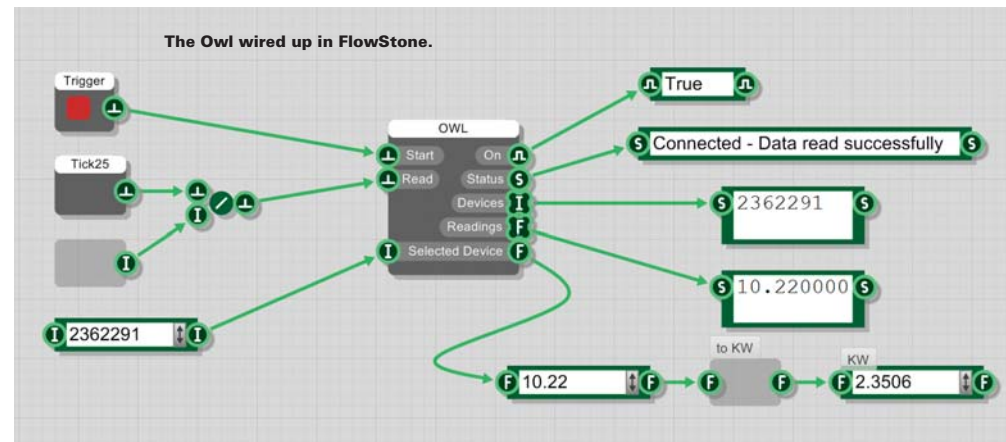 The Owl wired up in FlowStone.
Trigger
True
OWL
Start
On
S
Connected - Data read successfully
S
Tick25
Read
Status
S
Devices
I
S
2362291
S
I
Readings
F
I
I
Selected Device
F
S
10.220000
S
I
2362291
I
to KW
KW
F
10.22
F
F
F
F
2.3506
F